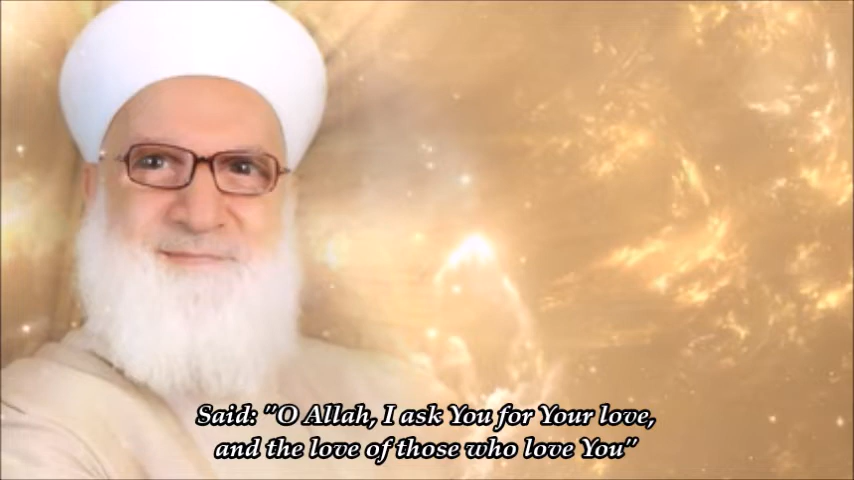 Said: "O Allah, I ask You for Your love,
and the love of those who love You"